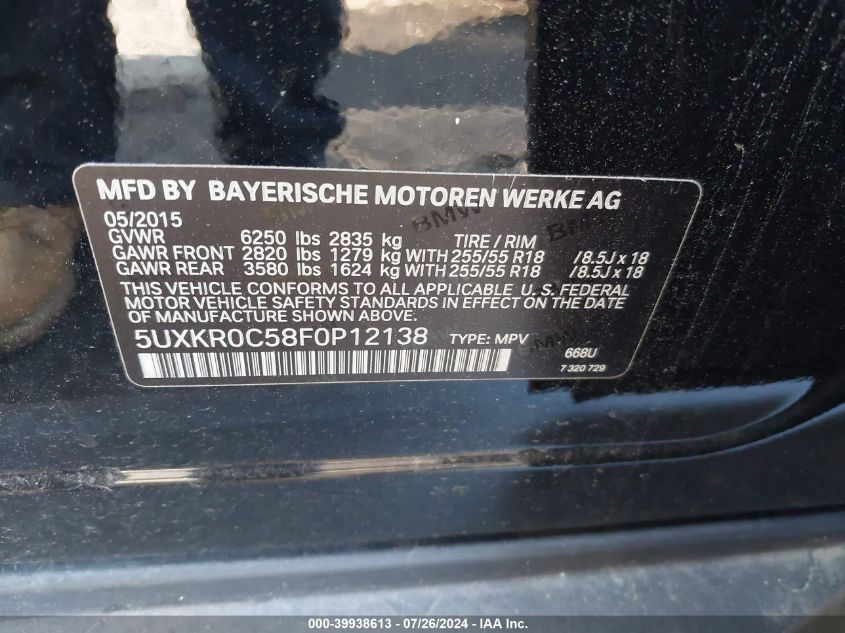 MFD BY BAYERISCHE MOTOREN WERKE AG
05/2015
GVWR 6250 lbs 2835 kg TIRE / RIM
GAWR FRONT 2820 lbs 1279 kg WITH 255/55 R18 /8.5J x 18
GAWR REAR 3580 lbs 1624 kg WITH 255/55 R18 /8.5J x 18
THIS VEHICLE CONFORMS TO ALL APPLICABLE U.S. FEDERAL
MOTOR VEHICLE SAFETY STANDARDS IN EFFECT ON THE DATE
OF MANUFACTURE SHOWN ABOVE.
5UXKR0C58F0P12138 TYPE: MPV 668U
7 320 729
BMW
BMW
BMW
000-39938613 - 07/26/2024 - IAA Inc.